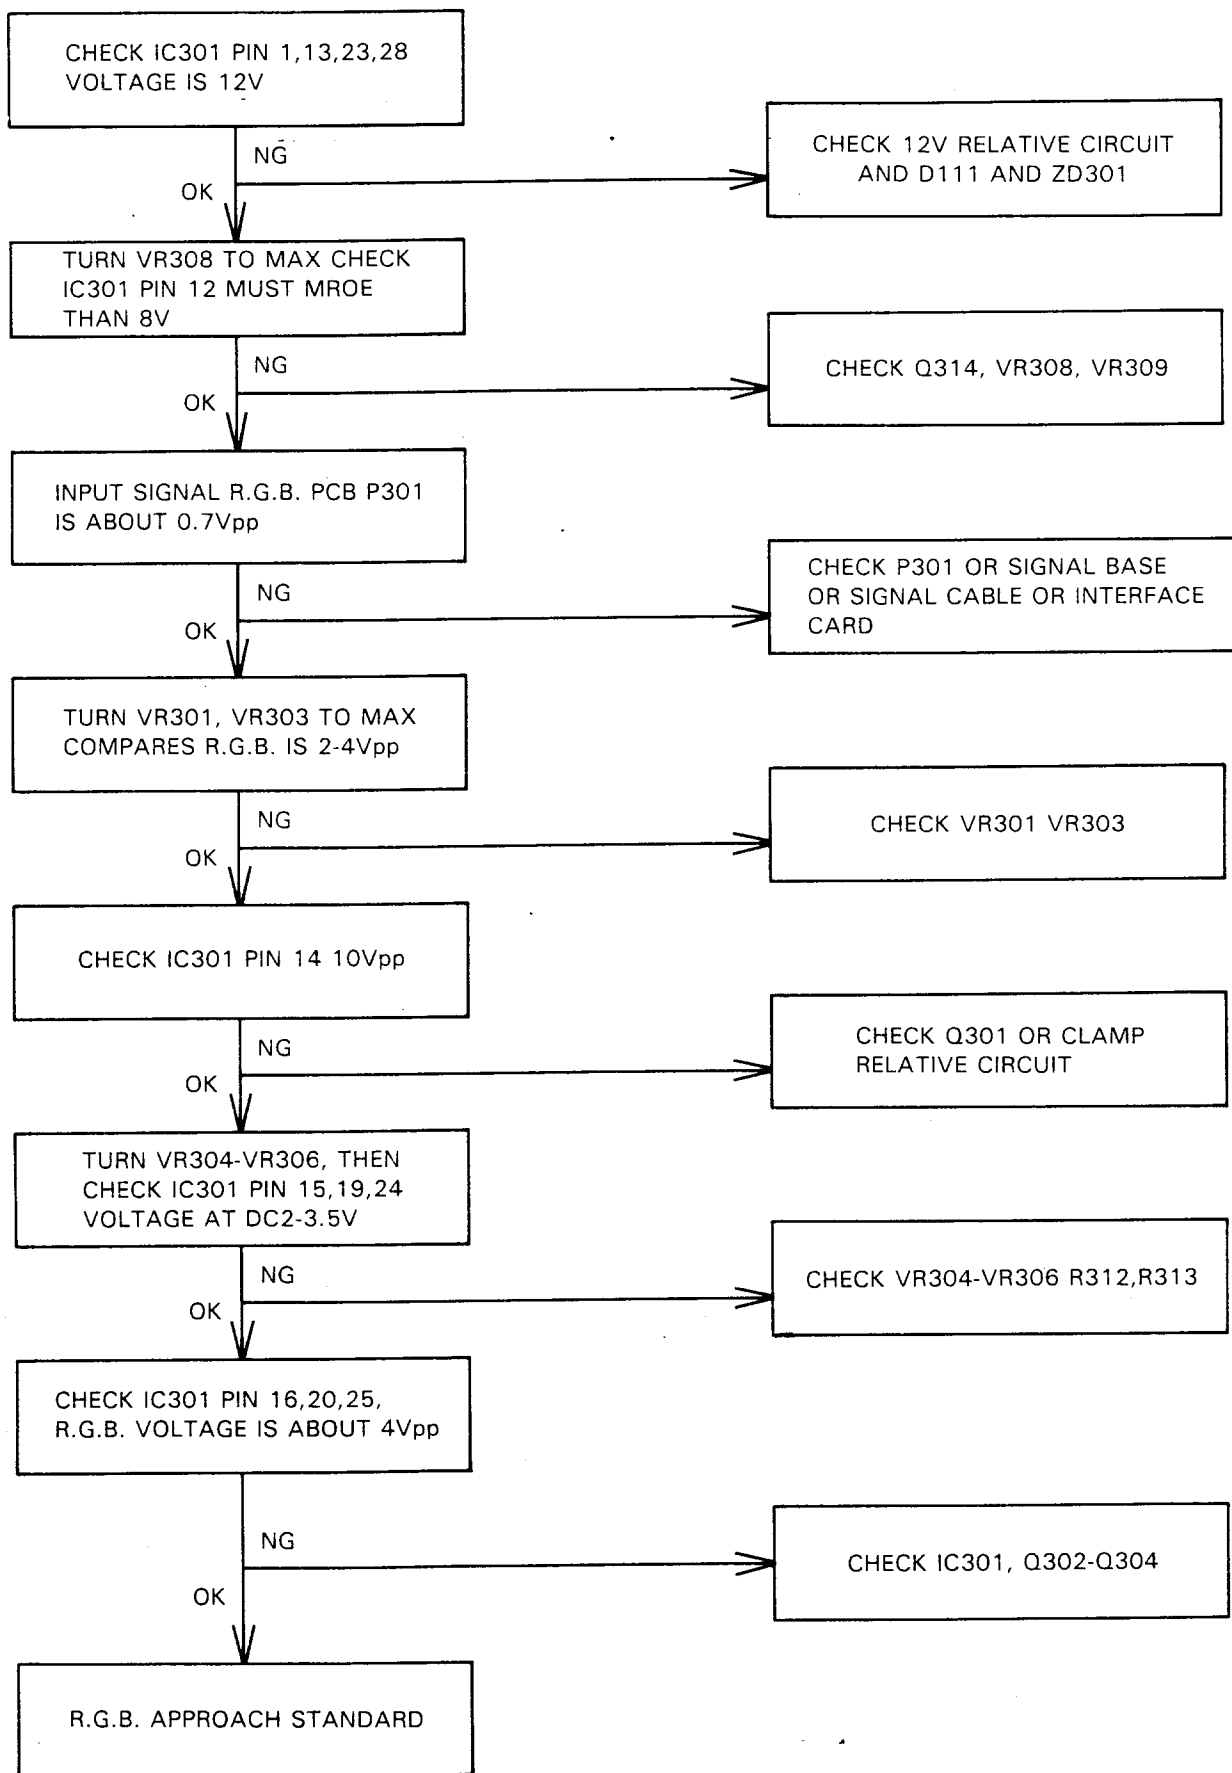 CHECK IC301 PIN 1,13,23,28
VOLTAGE IS 12V
NG
OK
CHECK 12V RELATIVE CIRCUIT
AND D111 AND ZD301
TURN VR308 TO MAX CHECK
IC301 PIN 12 MUST MROE
THAN 8V
NG
OK
CHECK Q314, VR308, VR309
INPUT SIGNAL R.G.B. PCB P301
IS ABOUT 0.7Vpp
NG
OK
CHECK P301 OR SIGNAL BASE
OR SIGNAL CABLE OR INTERFACE
CARD
TURN VR301, VR303 TO MAX
COMPARES R.G.B. IS 2-4Vpp
NG
OK
CHECK VR301 VR303
CHECK IC301 PIN 14 10Vpp
NG
OK
CHECK Q301 OR CLAMP
RELATIVE CIRCUIT
TURN VR304-VR306, THEN
CHECK IC301 PIN 15,19,24
VOLTAGE AT DC2-3.5V
NG
OK
CHECK VR304-VR306 R312,R313
CHECK IC301 PIN 16,20,25,
R.G.B. VOLTAGE IS ABOUT 4Vpp
NG
OK
CHECK IC301, Q302-Q304
R.G.B. APPROACH STANDARD